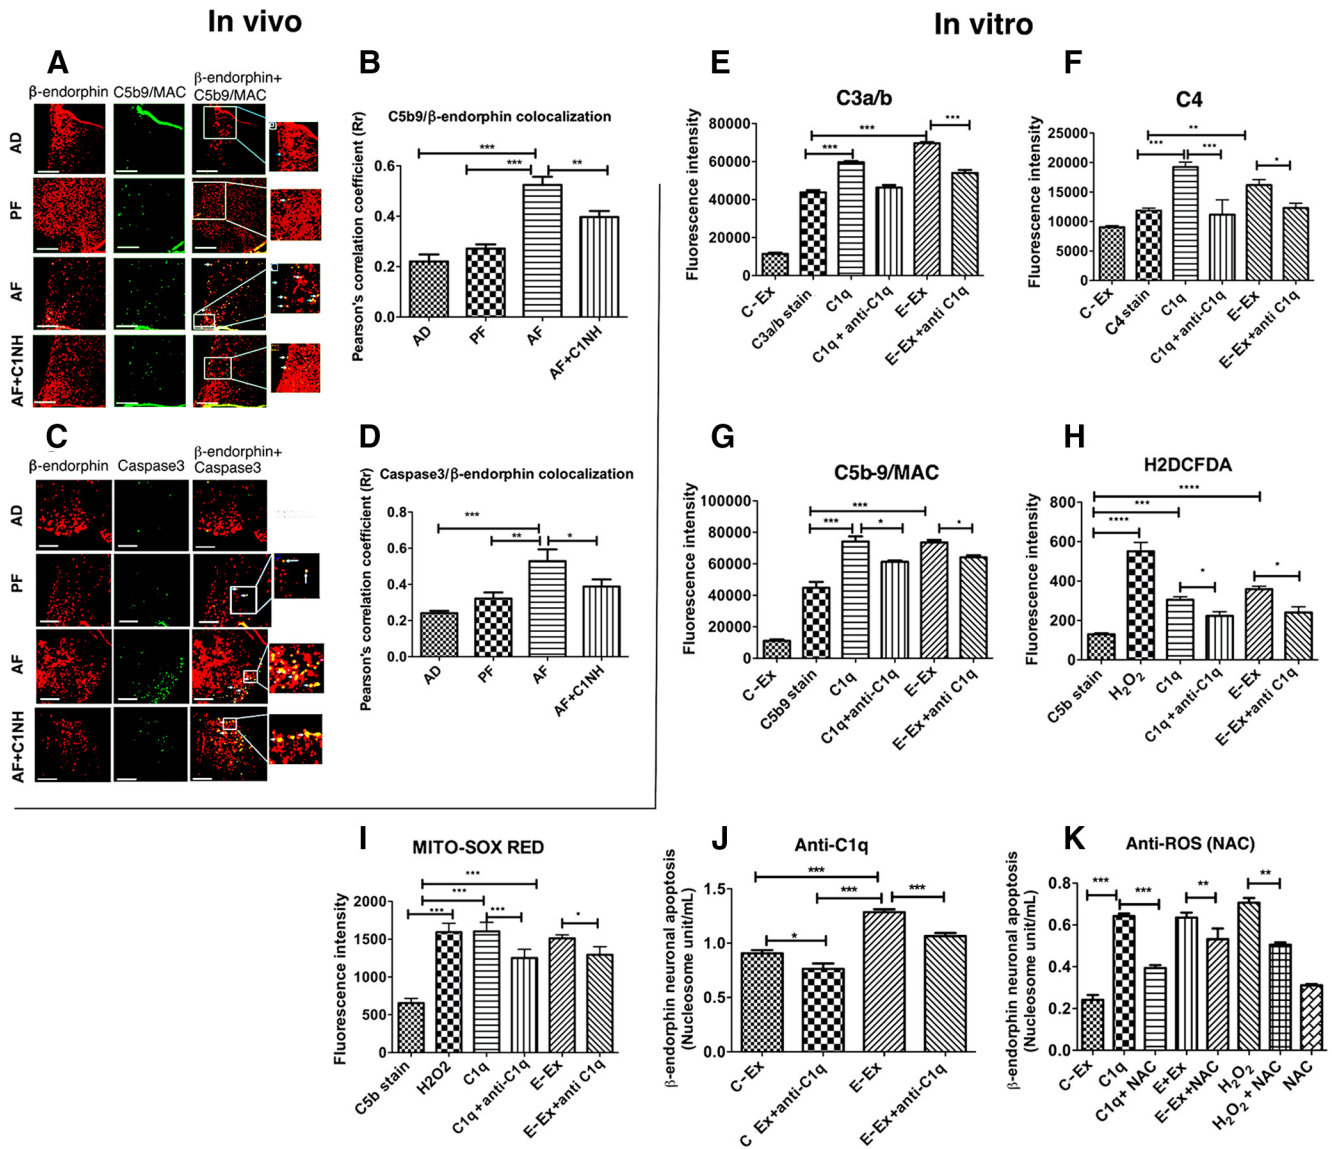 In vivo
In vitro
A
β-endorphin
C5b9/MAC
β-endorphin+
C5b9/MAC
AD
PF
AF
AF+C1NH
B
C5b9/β-endorphin colocalization
Pearson's correlation coefficient (Rr)
0.6
0.4
0.2
0.0
***
***
**
AD
PF
AF
AF+C1NH
C
β-endorphin
Caspase3
β-endorphin+
Caspase3
AD
PF
AF
AF+C1NH
D
Caspase3/β-endorphin colocalization
Pearson's correlation coefficient (Rr)
0.8
0.6
0.4
0.2
0.0
***
**
*
AD
PF
AF
AF+C1NH
E
C3a/b
Fluorescence intensity
80000
60000
40000
20000
0
***
***
***
C-Ex
C3a/b stain
C1q
C1q+ anti-C1q
E-Ex
E-Ex+anti C1q
F
C4
Fluorescence intensity
25000
20000
15000
10000
5000
0
**
***
***
*
C-Ex
C4 stain
C1q
C1q + anti-C1q
E-Ex
E-Ex+anti C1q
G
C5b-9/MAC
Fluorescence intensity
100000
80000
60000
40000
20000
0
***
***
*
*
C-Ex
C5b9 stain
C1q
C1q+anti-C1q
E-Ex
E-Ex+anti C1q
H
H2DCFDA
Fluorescence intensity
800
600
400
200
0
****
***
****
*
*
C5b stain
H2O2
C1q
C1q +anti-C1q
E-Ex
E-Ex+anti C1q
I
MITO-SOX RED
Fluorescence intensity
2000
1500
1000
500
0
***
***
***
***
*
C5b stain
H2O2
C1q
C1q + anti-C1q
E-Ex
E-Ex+anti C1q
J
Anti-C1q
β-endorphin neuronal apoptosis
(Nucleosome unit/mL)
1.5
1.0
0.5
0.0
***
***
***
*
C-Ex
C Ex+anti-C1q
E-Ex
E-Ex+anti-C1q
K
Anti-ROS (NAC)
β-endorphin neuronal apoptosis
(Nucleosome unit/mL)
0.8
0.6
0.4
0.2
0.0
***
***
**
**
C-Ex
C1q
C1q+ NAC
E+Ex
E-Ex+NAC
H2O2
H2O2 + NAC
NAC